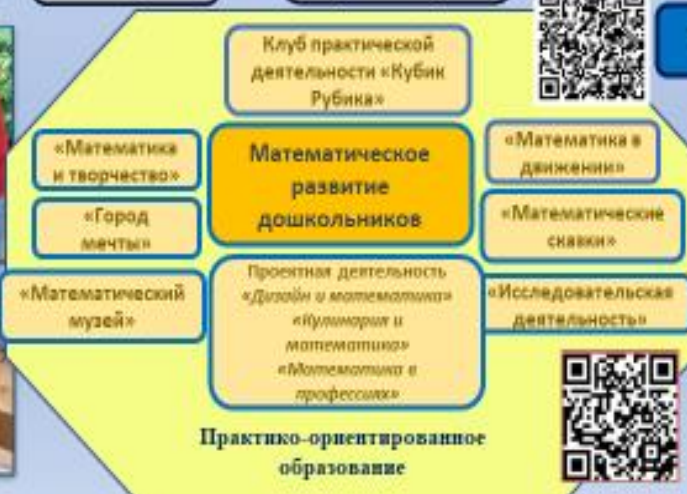 Клуб практической
деятельности «Кубик
Рубика»
«Математика
и творчество»
Математическое
развитие
дошкольников
«Математика в
движении»
«Город
мечты»
«Математические
сказки»
«Математический
музей»
Проектная деятельность
«Дизайн и математика»
«Кулинария и
математика»
«Математика в
профессиях»
«Исследовательская
деятельность»
Практико-ориентированное
образование